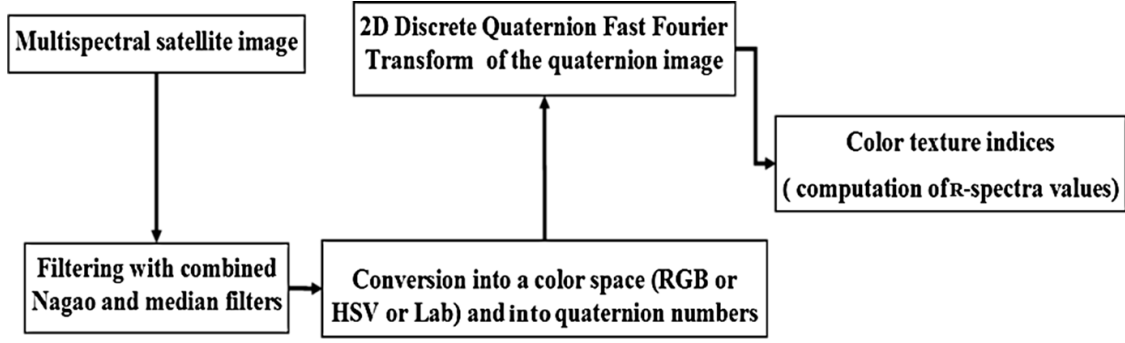 Multispectral satellite image
Filtering with combined
Nagao and median filters
Conversion into a color space (RGB or
HSV or Lab) and into quaternion numbers
2D Discrete Quaternion Fast Fourier
Transform of the quaternion image
Color texture indices
( computation of R-spectra values)